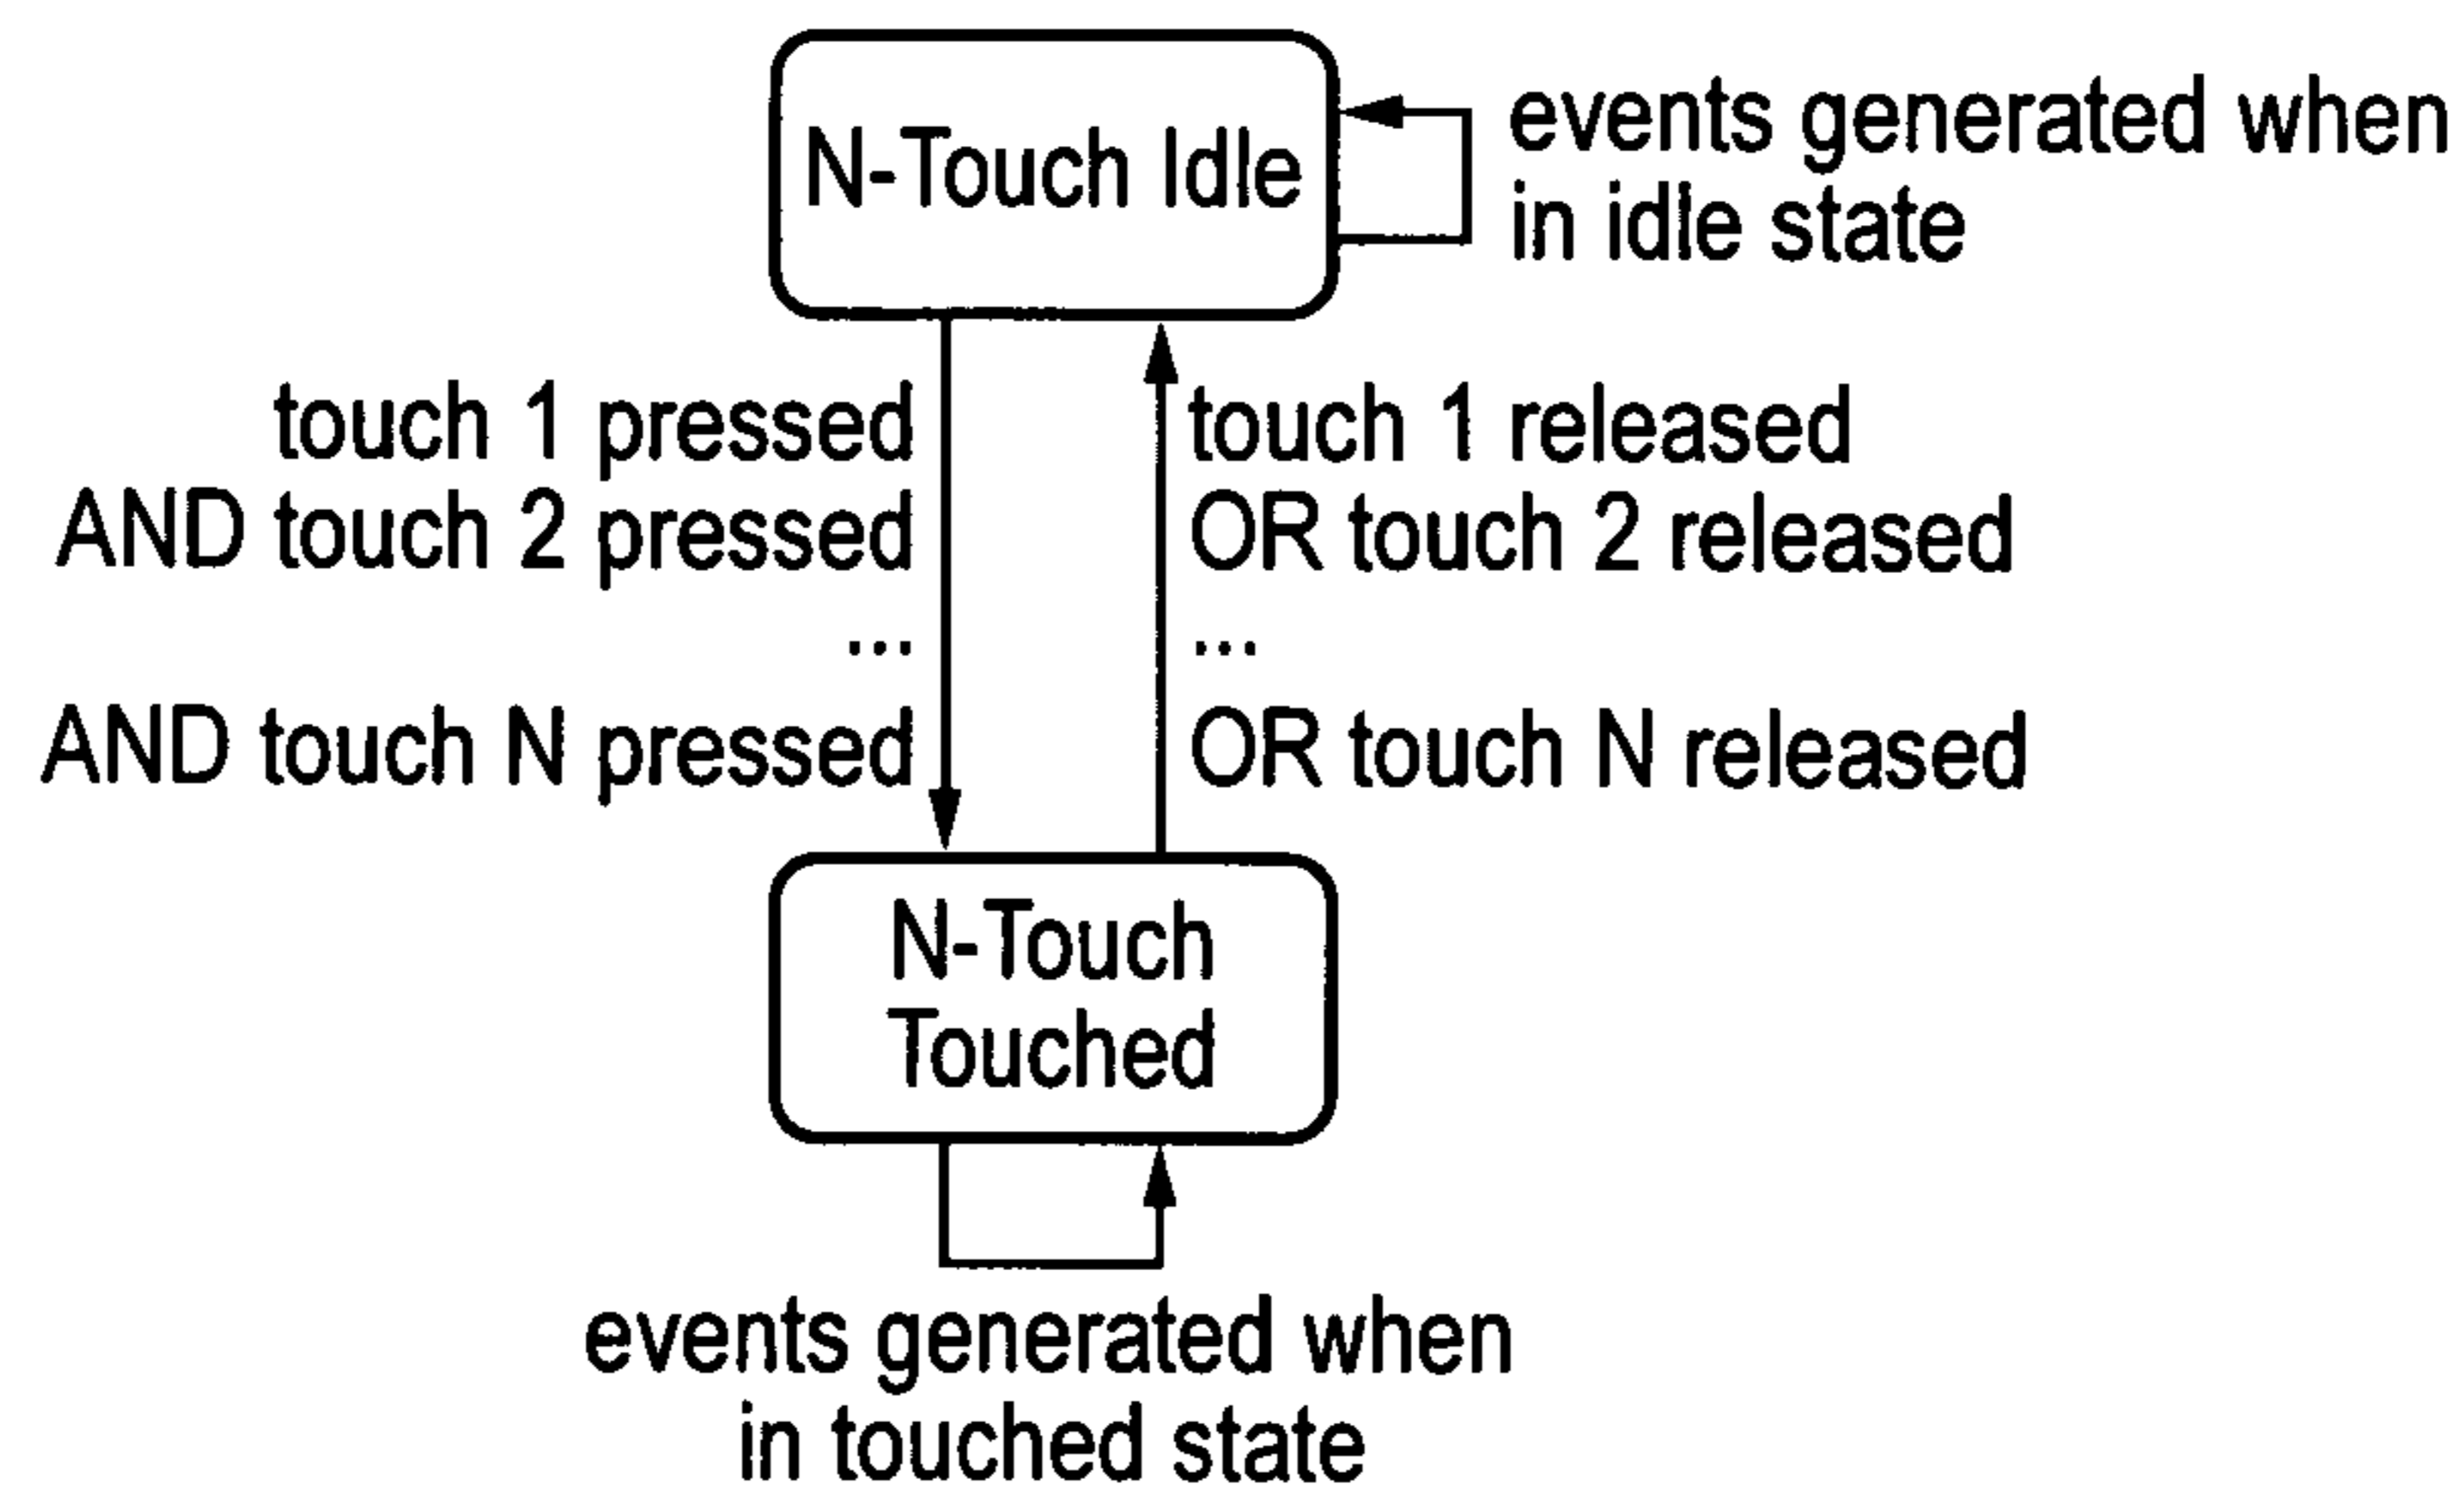 N-Touch Idle
events generated when
in idle state
touch 1 pressed
AND touch 2 pressed
...
AND touch N pressed
touch 1 released
OR touch 2 released
...
OR touch N released
N-Touch
Touched
events generated when
in touched state